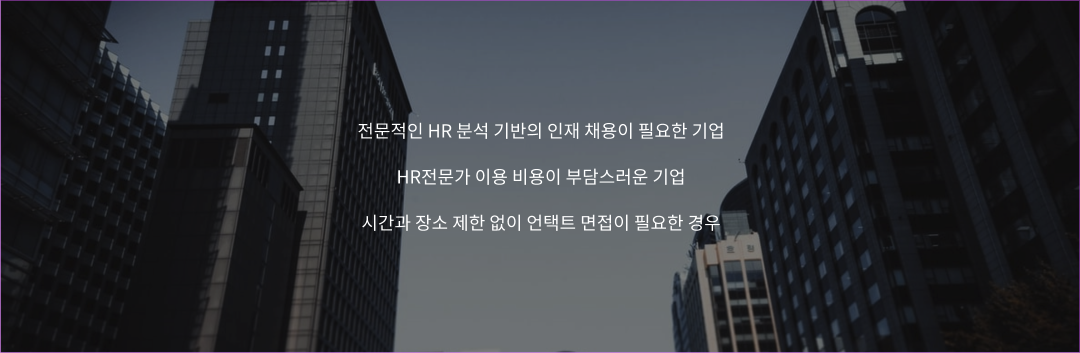 전문적인 HR 분석 기반의 인재 채용이 필요한 기업
HR전문가 이용 비용이 부담스러운 기업
시간과 장소 제한 없이 언택트 면접이 필요한 경우